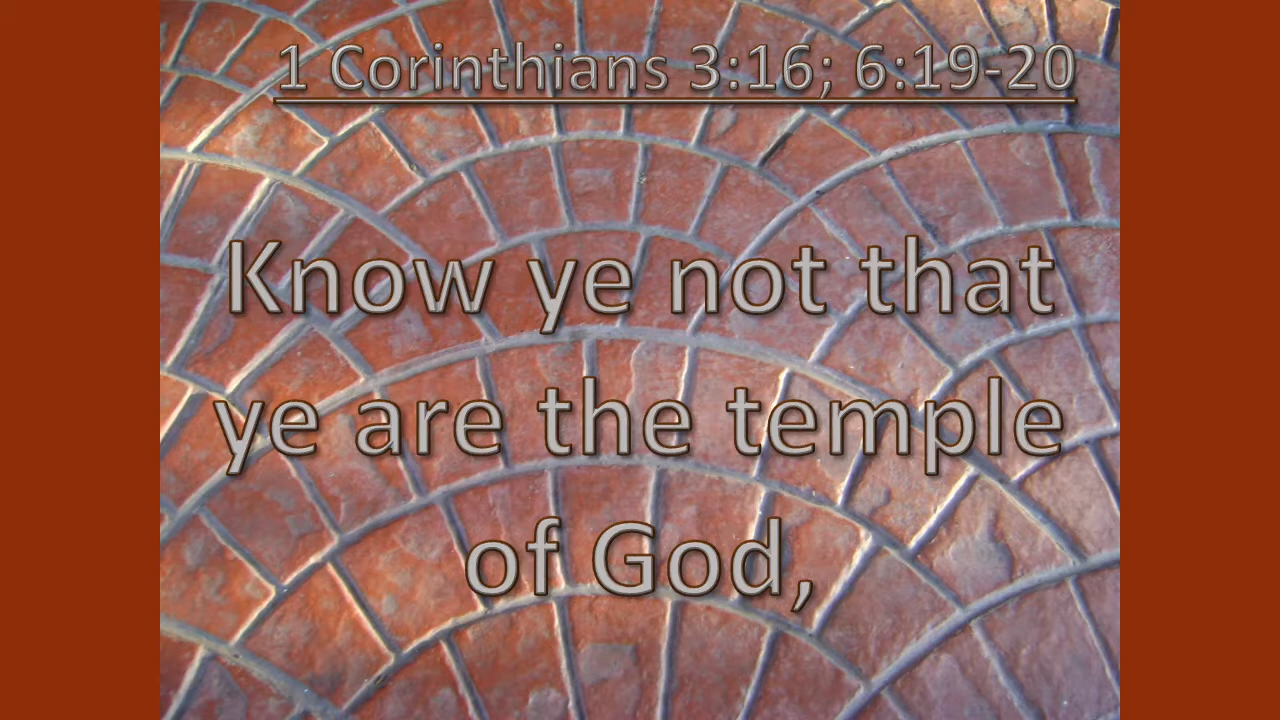 1 Corinthians 3:16; 6:19-20
Know ye not that
ye are the temple
of God,